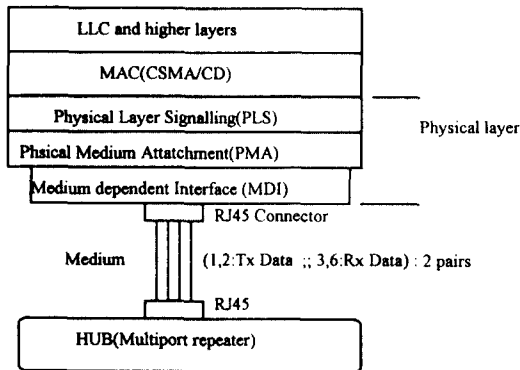 LLC and higher layers
MAC(CSMA/CD)
Physical Layer Signalling(PLS)
Physical layer
Phsical Medium Attatchment(PMA)
Medium dependent Interface (MDI)
RJ45 Connector
Medium
(1,2:Tx Data ;; 3,6:Rx Data) : 2 pairs
RJ45
HUB(Multiport repeater)